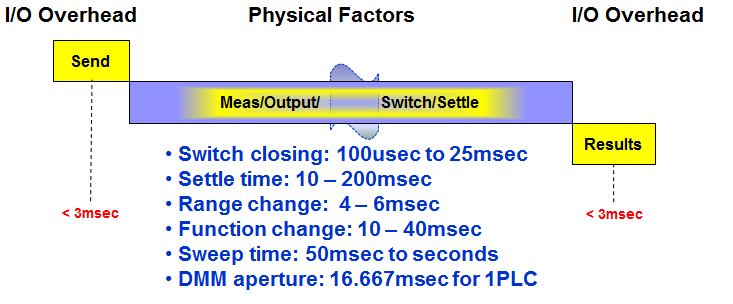 I/O Overhead
Physical Factors
I/O Overhead
Send
Meas/Output/
Switch/Settle
Results
• Switch closing: 100usec to 25msec
• Settle time: 10 – 200msec
• Range change:  4 – 6msec
• Function change: 10 – 40msec
• Sweep time: 50msec to seconds
• DMM aperture: 16.667msec for 1PLC
< 3msec
< 3msec